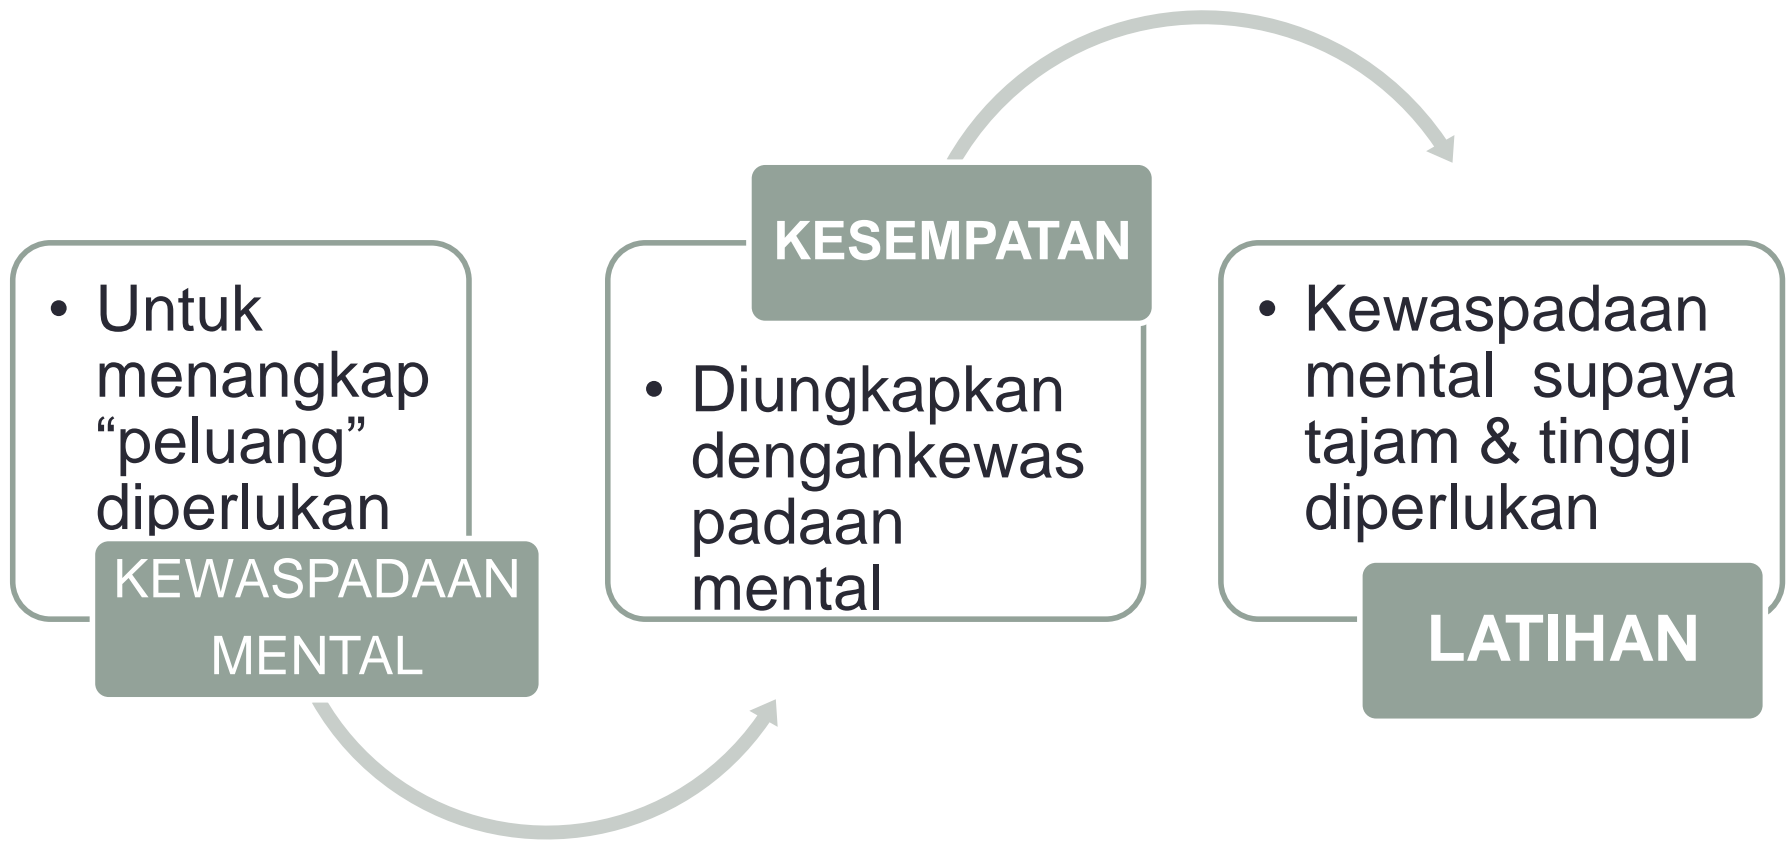 • Untuk
menangkap
“peluang”
diperlukan
KEWASPADAAN
MENTAL
KESEMPATAN
• Diungkapkan
dengankewas
padaan
mental
• Kewaspadaan
mental supaya
tajam & tinggi
diperlukan
LATIHAN